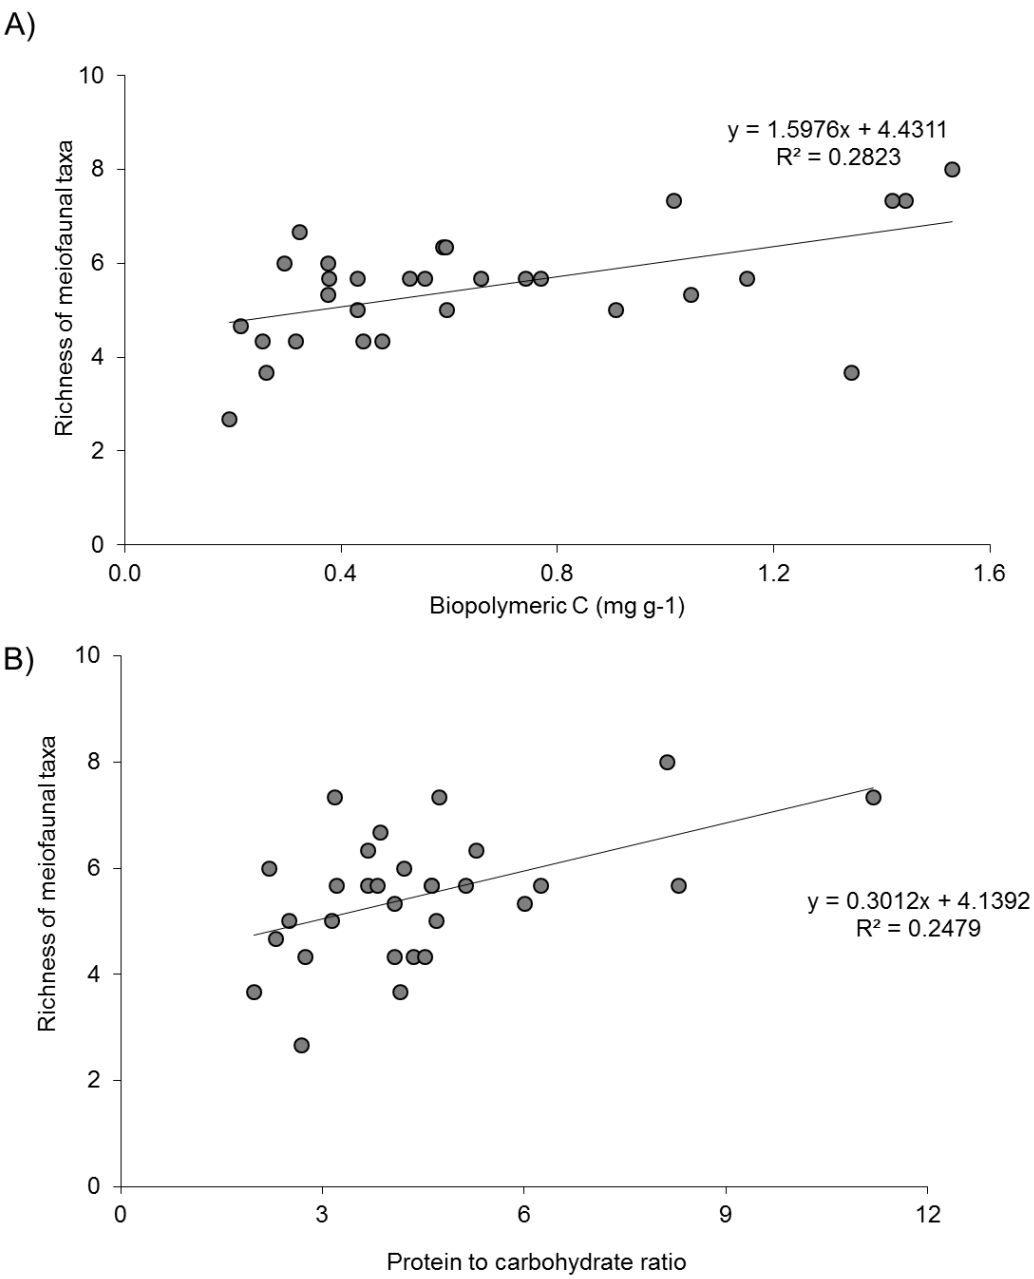 A)
10
y = 1.5976x + 4.4311
R² = 0.2823
8
6
4
2
0
Richness of meiofaunal taxa
0.0 0.4 0.8 1.2 1.6
Biopolymeric C (mg g-1)
B)
10
8
6
y = 0.3012x + 4.1392
R² = 0.2479
4
2
0
Richness of meiofaunal taxa
0 3 6 9 12
Protein to carbohydrate ratio